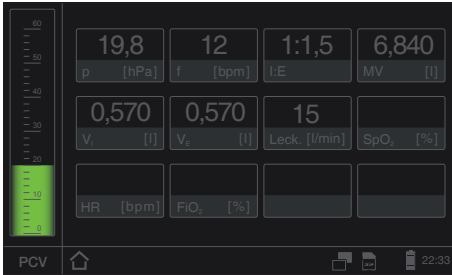 60
50
40
30
20
10
0
19,8 12 1:1,5 6,840
p [hPa] f [bpm] I:E MV [l]
0,570 0,570 15
V₁ [l] Vₑ [l] Leck. [l/min] SpO₂ [%]
HR [bpm] FiO₂ [%]
PCV 22:33